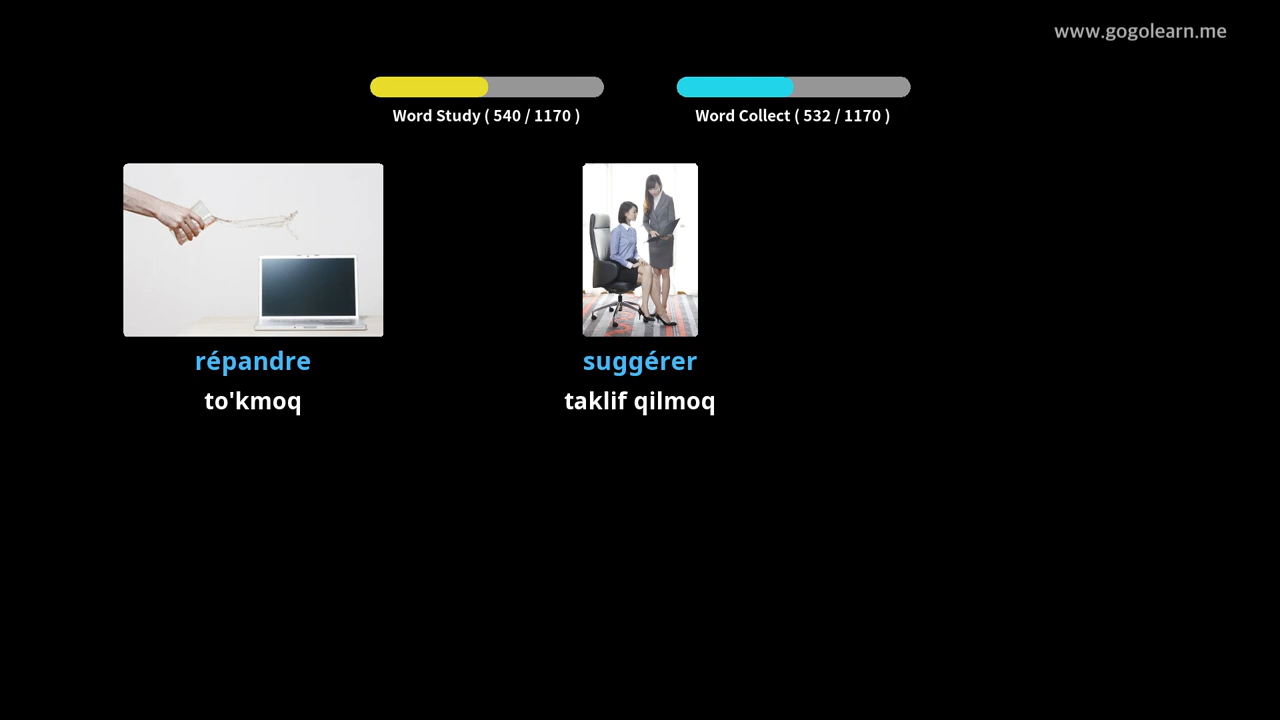 www.gogolearn.me
Word Study ( 540 / 1170 )
Word Collect ( 532 / 1170 )
répandre
to'kmoq
suggérer
taklif qilmoq